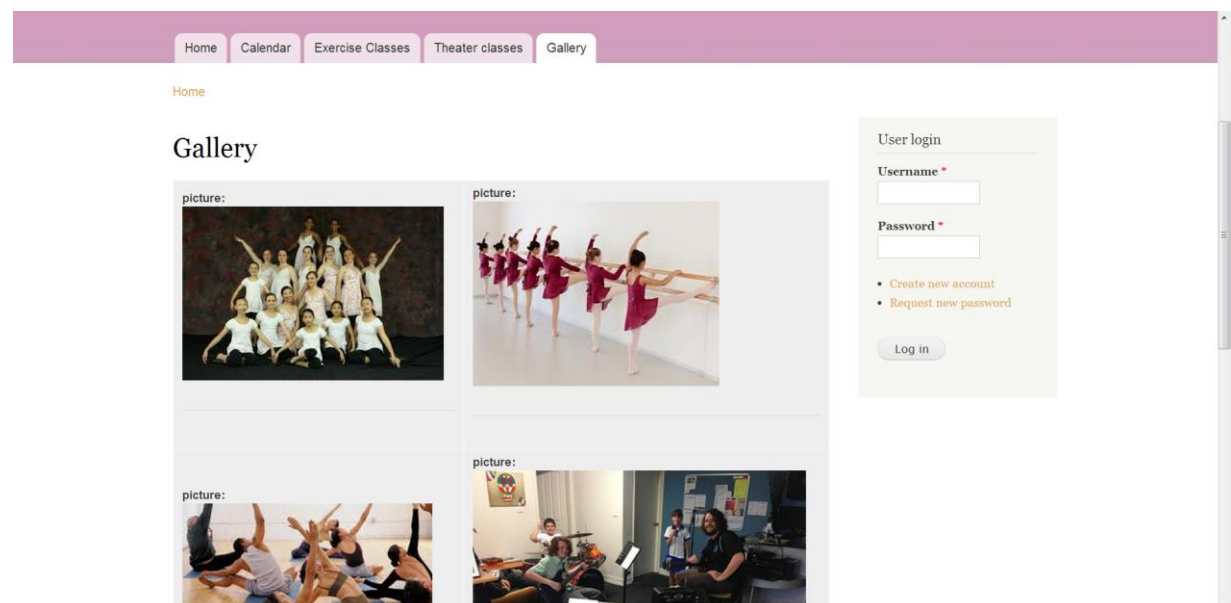 Home Calendar Exercise Classes Theater classes Gallery
Home
Gallery
picture:
picture:
picture:
picture:
User login
Username *
Password *
Create new account
Request new password
Log in